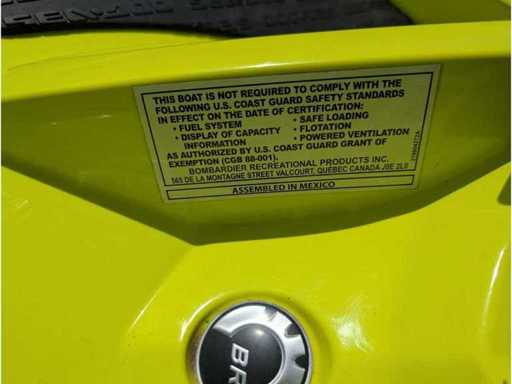 THIS BOAT IS NOT REQUIRED TO COMPLY WITH THE
FOLLOWING U.S. COAST GUARD SAFETY STANDARDS
IN EFFECT ON THE DATE OF CERTIFICATION:
• FUEL SYSTEM • SAFE LOADING
• DISPLAY OF CAPACITY • FLOTATION
INFORMATION • POWERED VENTILATION
AS AUTHORIZED BY U.S. COAST GUARD GRANT OF
EXEMPTION (CGB 88-001).
BOMBARDIER RECREATIONAL PRODUCTS INC.
565 DE LA MONTAGNE STREET VALCOURT, QUÉBEC CANADA J0E 2L0
ASSEMBLED IN MEXICO